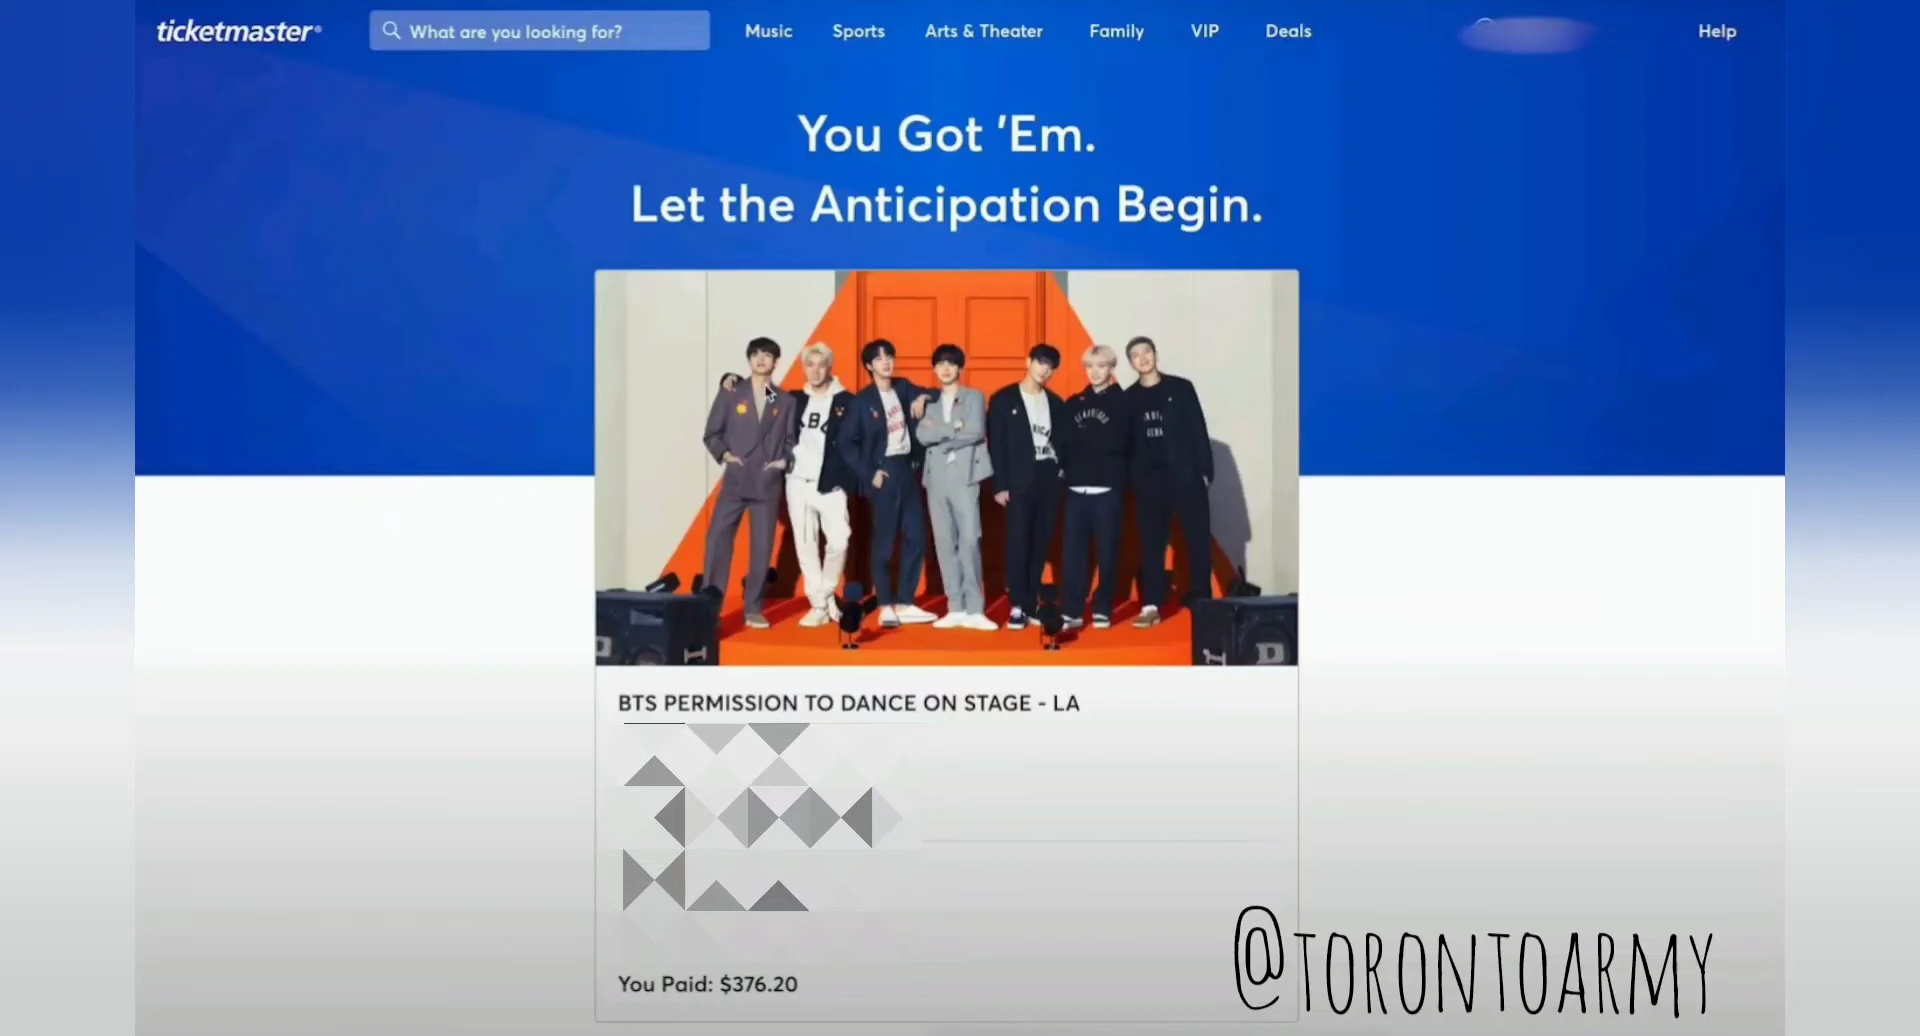 ticketmaster®
What are you looking for?
Music Sports Arts & Theater Family VIP Deals
Help
You Got 'Em.
Let the Anticipation Begin.
BTS PERMISSION TO DANCE ON STAGE - LA
You Paid: $376.20
@TORONTOARMY